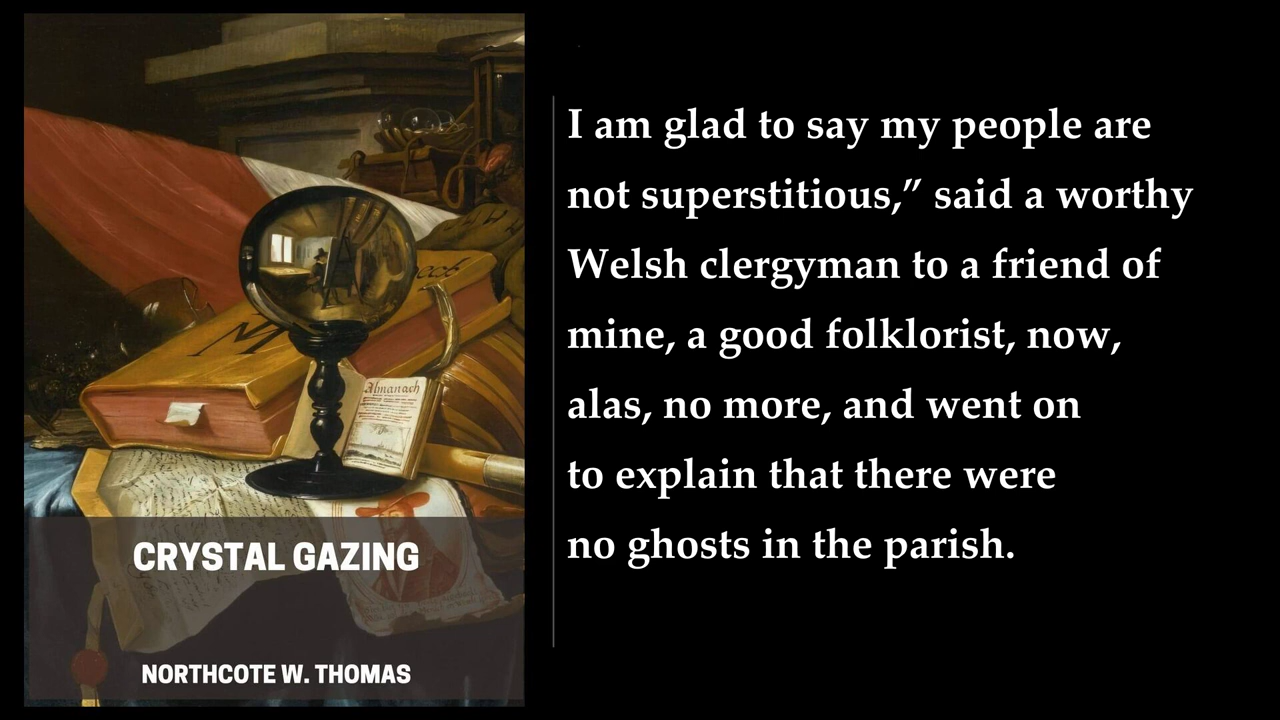 I am glad to say my people are
not superstitious,” said a worthy
Welsh clergyman to a friend of
mine, a good folklorist, now,
alas, no more, and went on
to explain that there were
no ghosts in the parish.
Almanach
CRYSTAL GAZING
NORTHCOTE W. THOMAS